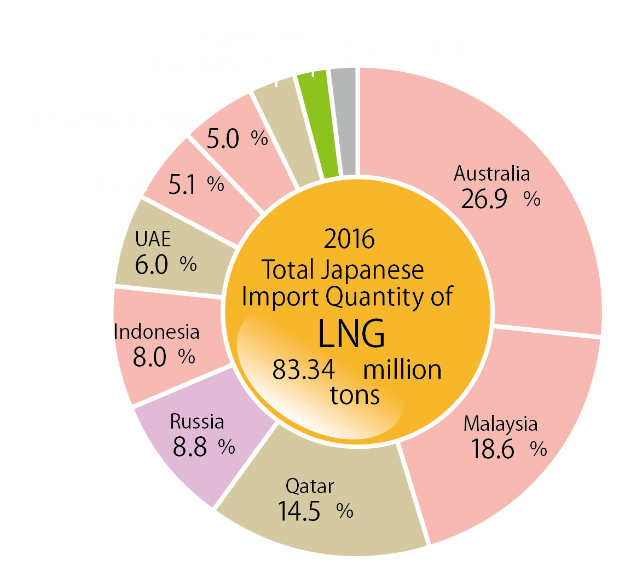 2016
Total Japanese
Import Quantity of
LNG
83.34 million
tons
Australia
26.9 %
Malaysia
18.6 %
Qatar
14.5 %
Russia
8.8 %
Indonesia
8.0 %
UAE
6.0 %
5.1 %
5.0 %